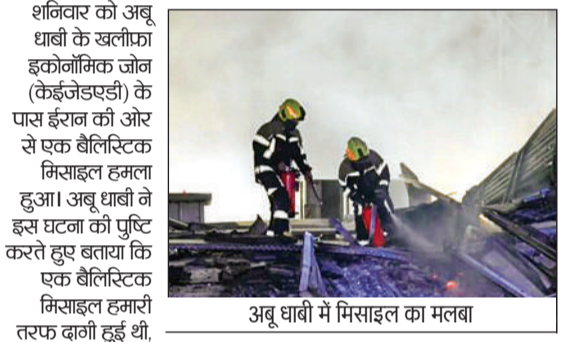 शनिवार को अबू
धाबी के खलीफा
इकोनॉमिक जोन
(केईजेडएडी) के
पास ईरान की ओर
से एक बैलिस्टिक
मिसाइल हमला
हुआ। अबू धाबी ने
इस घटना की पुष्टि
करते हुए बताया कि
एक बैलिस्टिक
मिसाइल हमारी
तरफ दागी हुई थी,
अबू धाबी में मिसाइल का मलबा